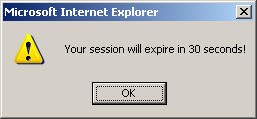 Microsoft Internet Explorer
Your session will expire in 30 seconds!
OK